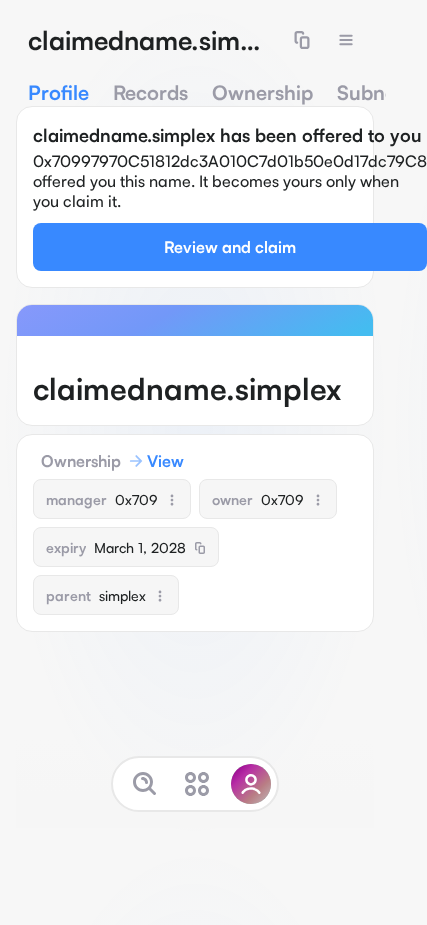 claimedname.sim...
Profile Records Ownership Subn
claimedname.simplex has been offered to you
0x70997970C51812dc3A010C7d01b50e0d17dc79C8
offered you this name. It becomes yours only when
you claim it.
Review and claim
claimedname.simplex
Ownership → View
manager 0x709 owner 0x709
expiry March 1, 2028
parent simplex